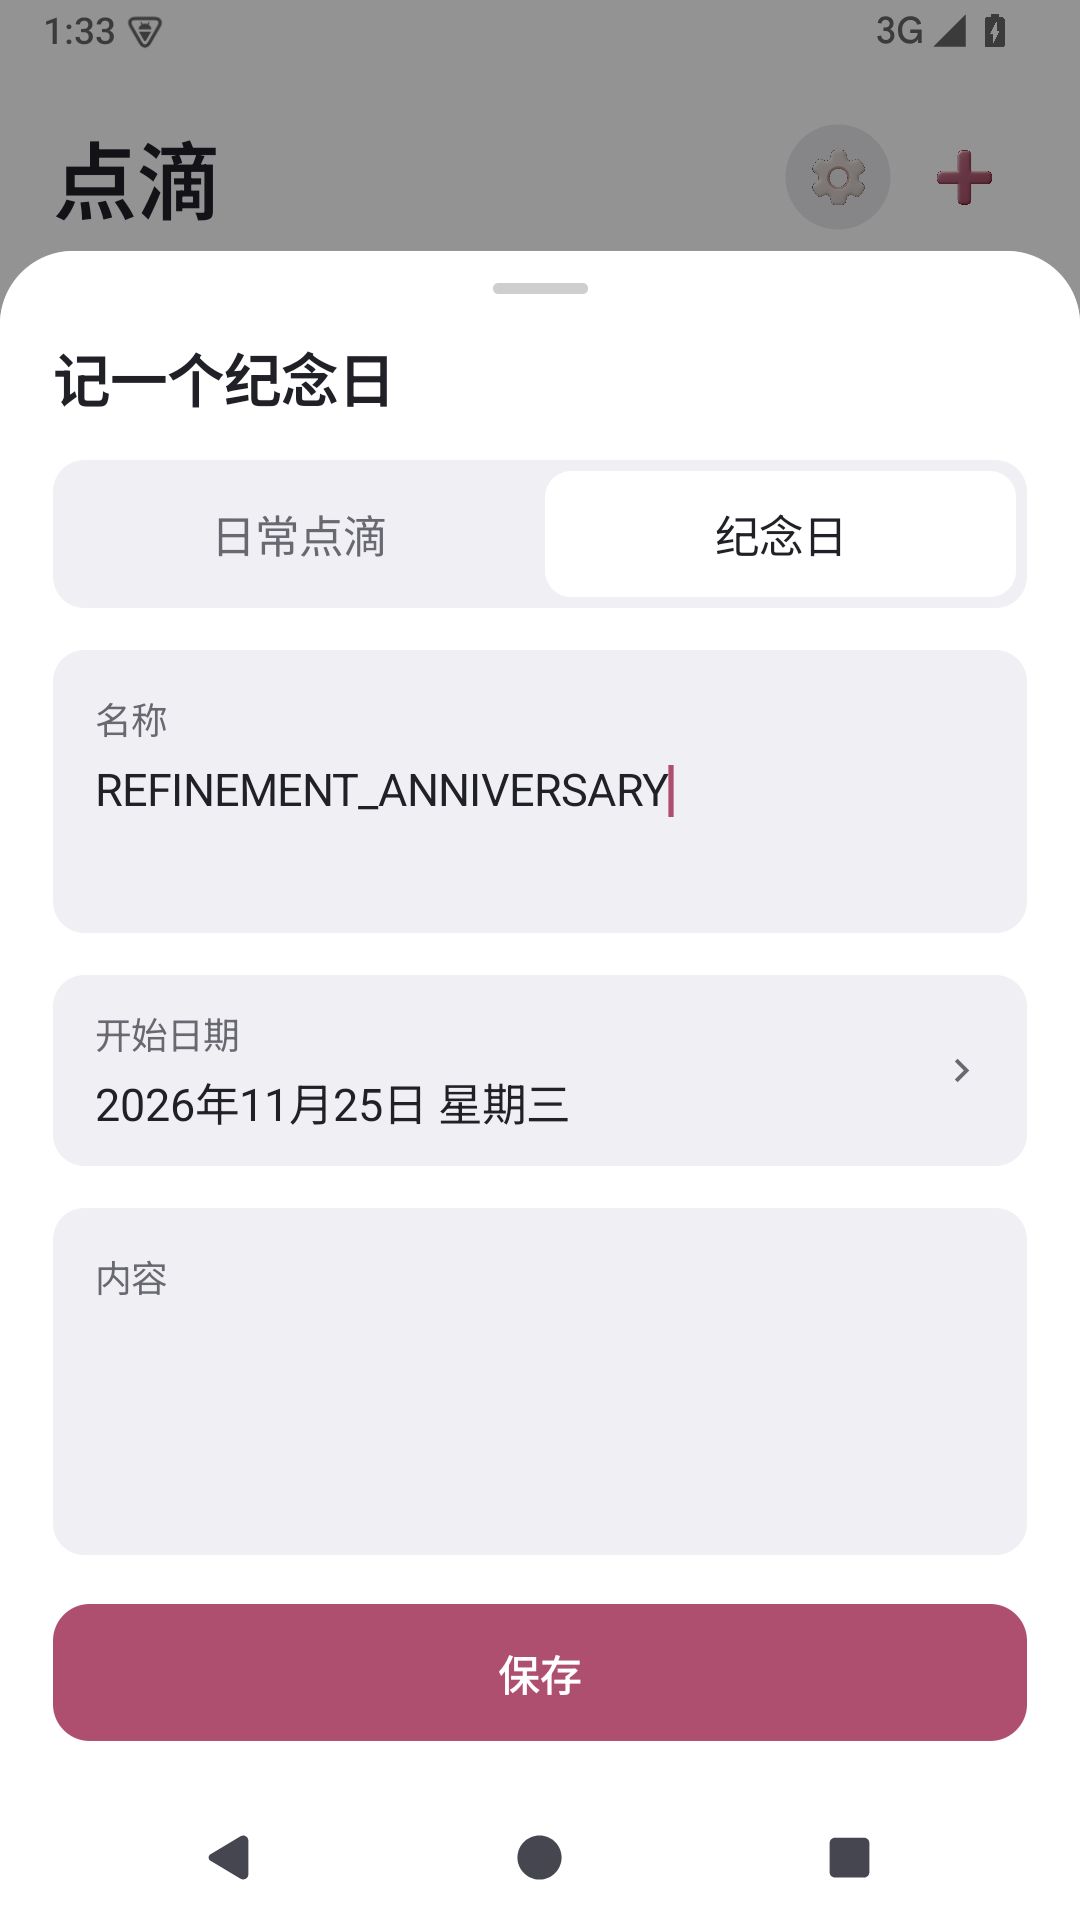 1:33
3G
点滴
记一个纪念日
日常点滴
纪念日
名称
REFINEMENT_ANNIVERSARY
开始日期
2026年11月25日 星期三
内容
保存